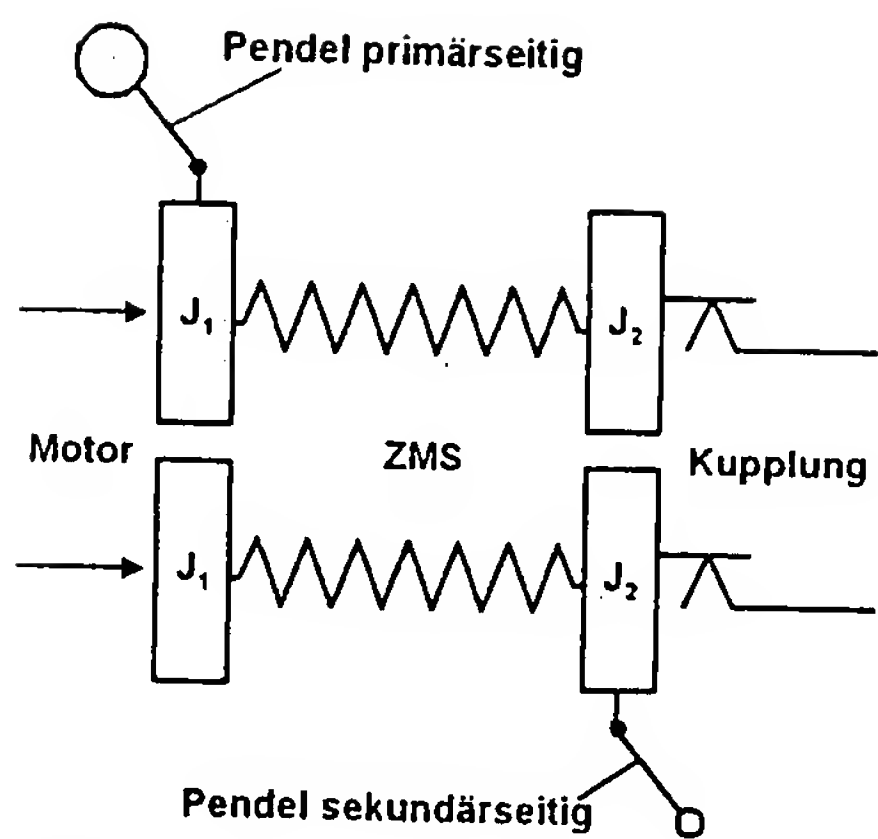 Pendel primärseitig
J₁
J₂
Motor
ZMS
Kupplung
J₁
J₂
Pendel sekundärseitig